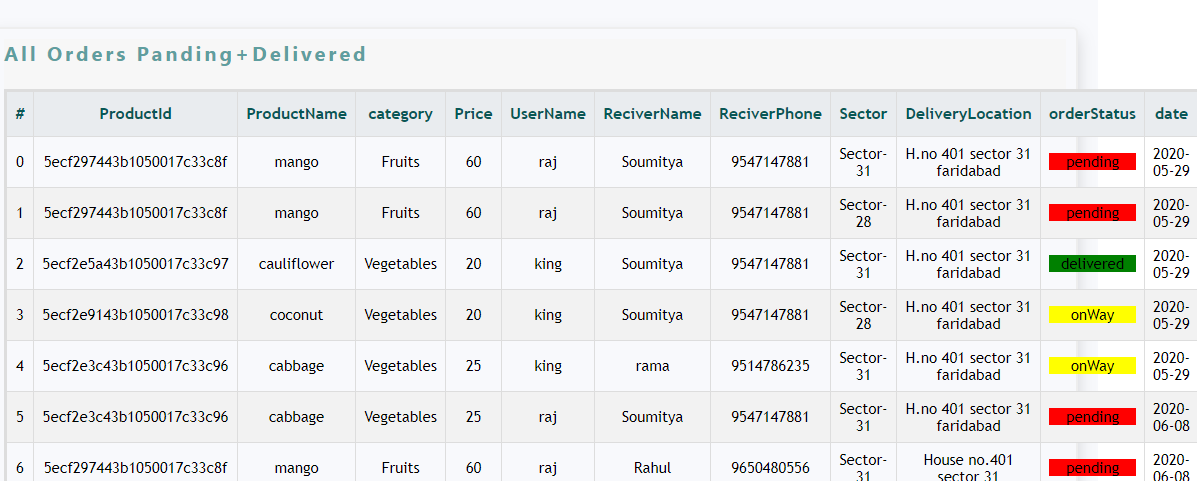 All Orders Panding+Delivered
# ProductId ProductName category Price UserName ReciverName ReciverPhone Sector DeliveryLocation orderStatus date
0 5ecf297443b1050017c33c8f mango Fruits 60 raj Soumitya 9547147881 Sector-31 H.no 401 sector 31 faridabad pending 2020-05-29
1 5ecf297443b1050017c33c8f mango Fruits 60 raj Soumitya 9547147881 Sector-28 H.no 401 sector 31 faridabad pending 2020-05-29
2 5ecf2e5a43b1050017c33c97 cauliflower Vegetables 20 king Soumitya 9547147881 Sector-31 H.no 401 sector 31 faridabad delivered 2020-05-29
3 5ecf2e9143b1050017c33c98 coconut Vegetables 20 king Soumitya 9547147881 Sector-28 H.no 401 sector 31 faridabad onWay 2020-05-29
4 5ecf2e3c43b1050017c33c96 cabbage Vegetables 25 king rama 9514786235 Sector-31 H.no 401 sector 31 faridabad onWay 2020-05-29
5 5ecf2e3c43b1050017c33c96 cabbage Vegetables 25 raj Soumitya 9547147881 Sector-31 H.no 401 sector 31 faridabad pending 2020-06-08
6 5ecf297443b1050017c33c8f mango Fruits 60 raj Rahul 9650480556 Sector-31 House no.401 sector 31 pending 2020-06-08